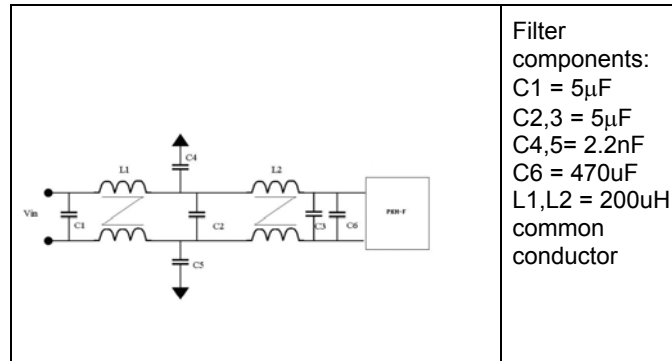 C4
L1
L2
Vin
C1
C2
C3
C6
C5
Filter
components:
C1 = 5μF
C2,3 = 5μF
C4,5= 2.2nF
C6 = 470uF
L1,L2 = 200uH
common
conductor